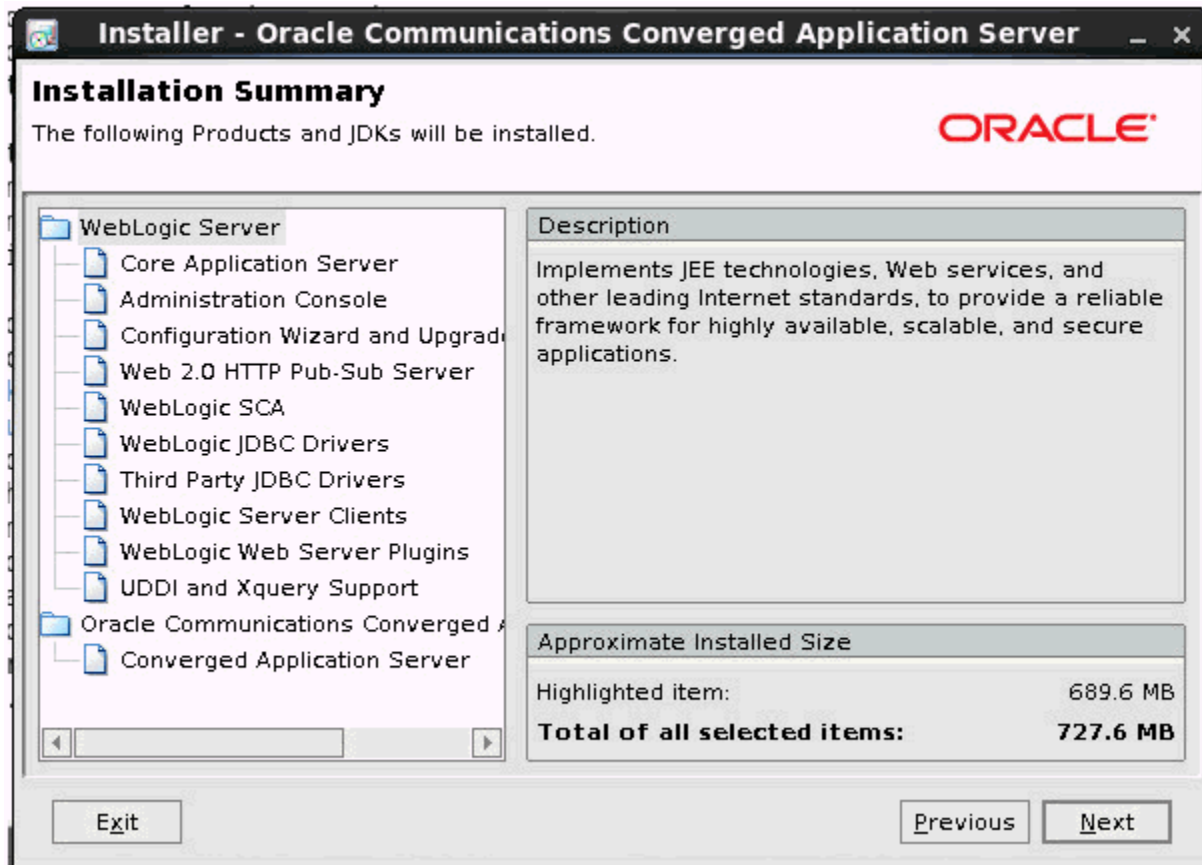 Installer - Oracle Communications Converged Application Server
Installation Summary
The following Products and JDKs will be installed.
ORACLE
WebLogic Server
Core Application Server
Administration Console
Configuration Wizard and Upgrad
Web 2.0 HTTP Pub-Sub Server
WebLogic SCA
WebLogic JDBC Drivers
Third Party JDBC Drivers
WebLogic Server Clients
WebLogic Web Server Plugins
UDDI and Xquery Support
Oracle Communications Converged
Converged Application Server
Description
Implements JEE technologies, Web services, and
other leading Internet standards, to provide a reliable
framework for highly available, scalable, and secure
applications.
Approximate Installed Size
Highlighted item: 689.6 MB
Total of all selected items: 727.6 MB
Exit
Previous
Next